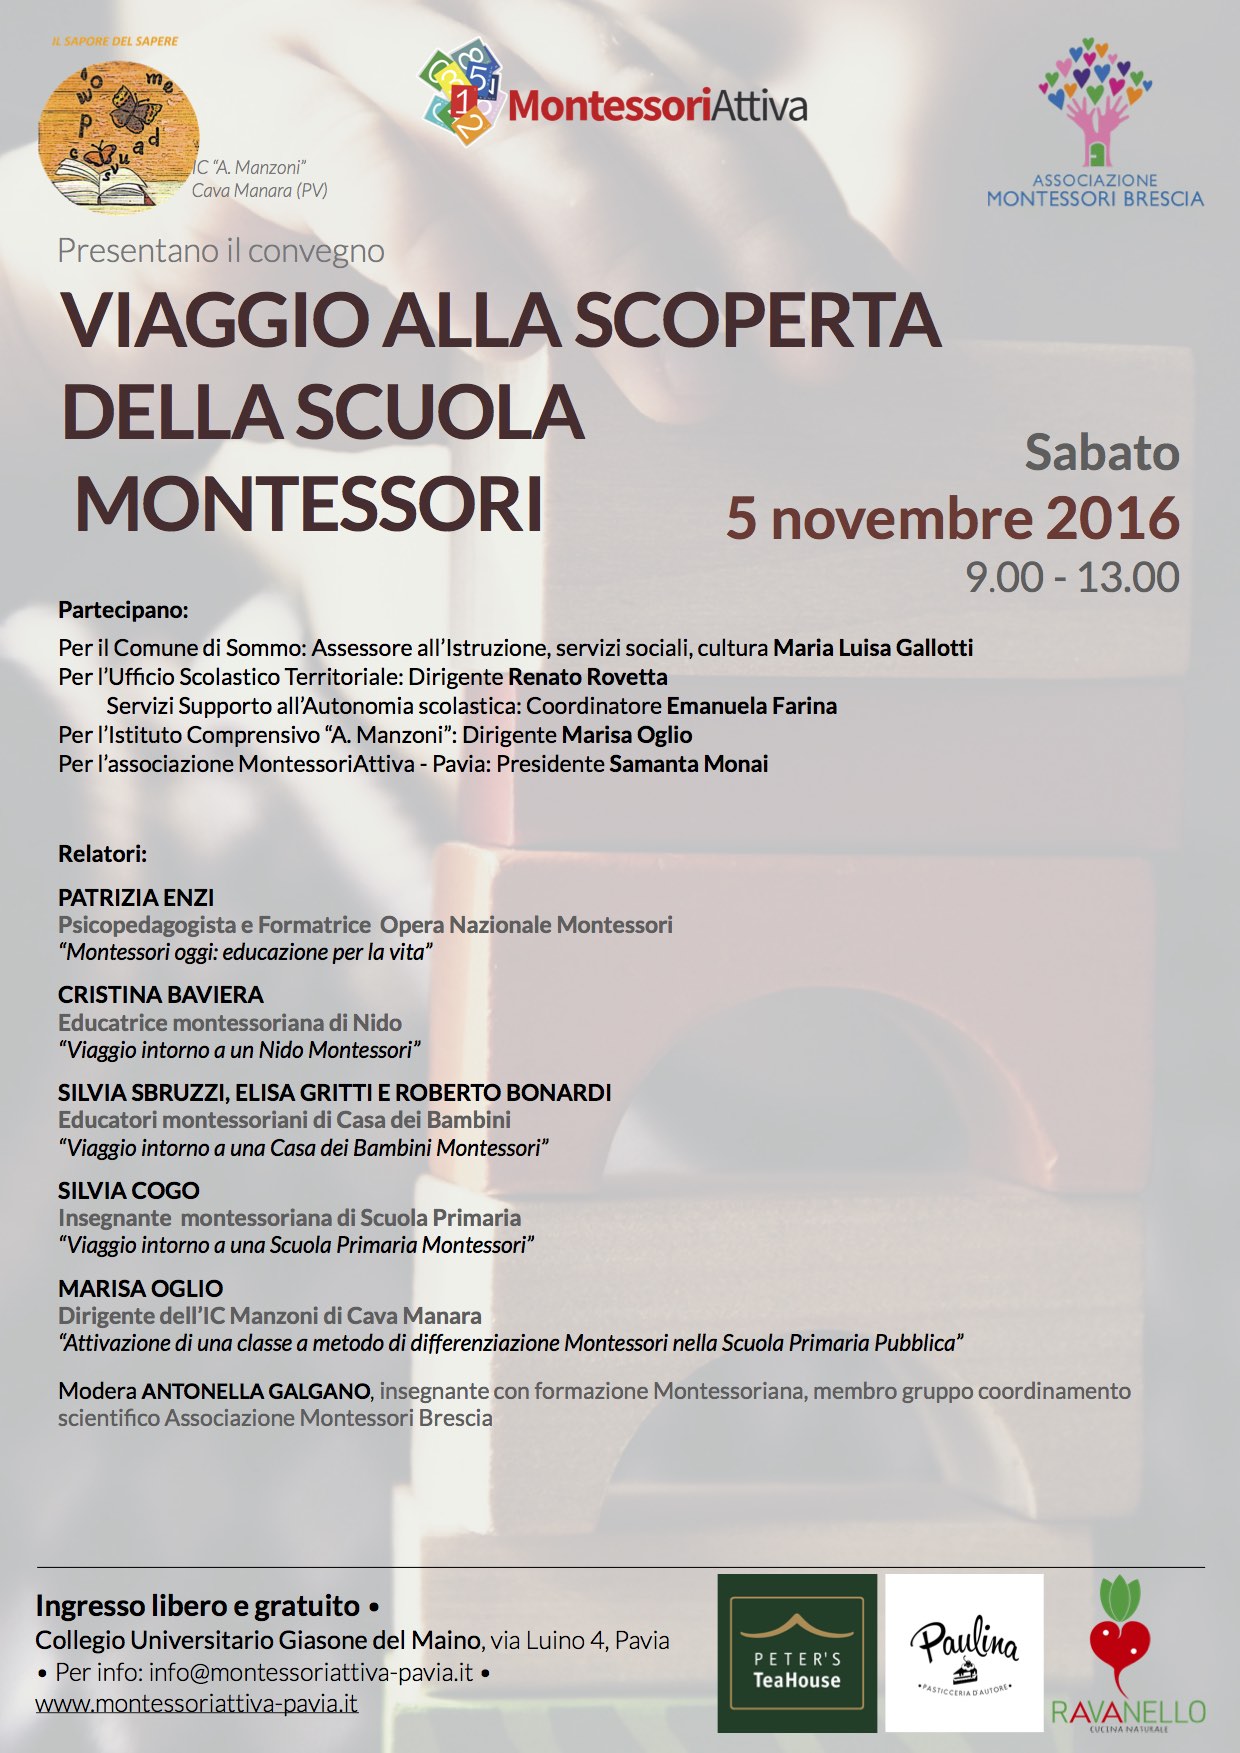 IL SAPORE DEL SAPERE
IC “A. Manzoni”
Cava Manara (PV)
MontessoriAttiva
ASSOCIAZIONE
MONTESSORI BRESCIA
Presentano il convegno
VIAGGIO ALLA SCOPERTA
DELLA SCUOLA
MONTESSORI
Sabato
5 novembre 2016
9.00 - 13.00
Partecipano:
Per il Comune di Sommo: Assessore all’Istruzione, servizi sociali, cultura Maria Luisa Gallotti
Per l’Ufficio Scolastico Territoriale: Dirigente Renato Rovetta
Servizi Supporto all’Autonomia scolastica: Coordinatore Emanuela Farina
Per l’Istituto Comprensivo “A. Manzoni”: Dirigente Marisa Oglio
Per l’associazione MontessoriAttiva - Pavia: Presidente Samanta Monai
Relatori:
PATRIZIA ENZI
Psicopedagogista e Formatrice Opera Nazionale Montessori
“Montessori oggi: educazione per la vita”
CRISTINA BAVIERA
Educatrice montessoriana di Nido
“Viaggio intorno a un Nido Montessori”
SILVIA SBRUZZI, ELISA GRITTI E ROBERTO BONARDI
Educatori montessoriani di Casa dei Bambini
“Viaggio intorno a una Casa dei Bambini Montessori”
SILVIA COGO
Insegnante montessoriana di Scuola Primaria
“Viaggio intorno a una Scuola Primaria Montessori”
MARISA OGLIO
Dirigente dell’IC Manzoni di Cava Manara
“Attivazione di una classe a metodo di differenziazione Montessori nella Scuola Primaria Pubblica”
Modera ANTONELLA GALGANO, insegnante con formazione Montessoriana, membro gruppo coordinamento
scientifico Associazione Montessori Brescia
Ingresso libero e gratuito •
Collegio Universitario Giasone del Maino, via Luino 4, Pavia
• Per info: info@montessoriattiva-pavia.it •
www.montessoriattiva-pavia.it
PETER'S
TeaHouse
Paulina
• PASTICCERIA D'AUTORE •
RAVANELLO
CUCINA NATURALE